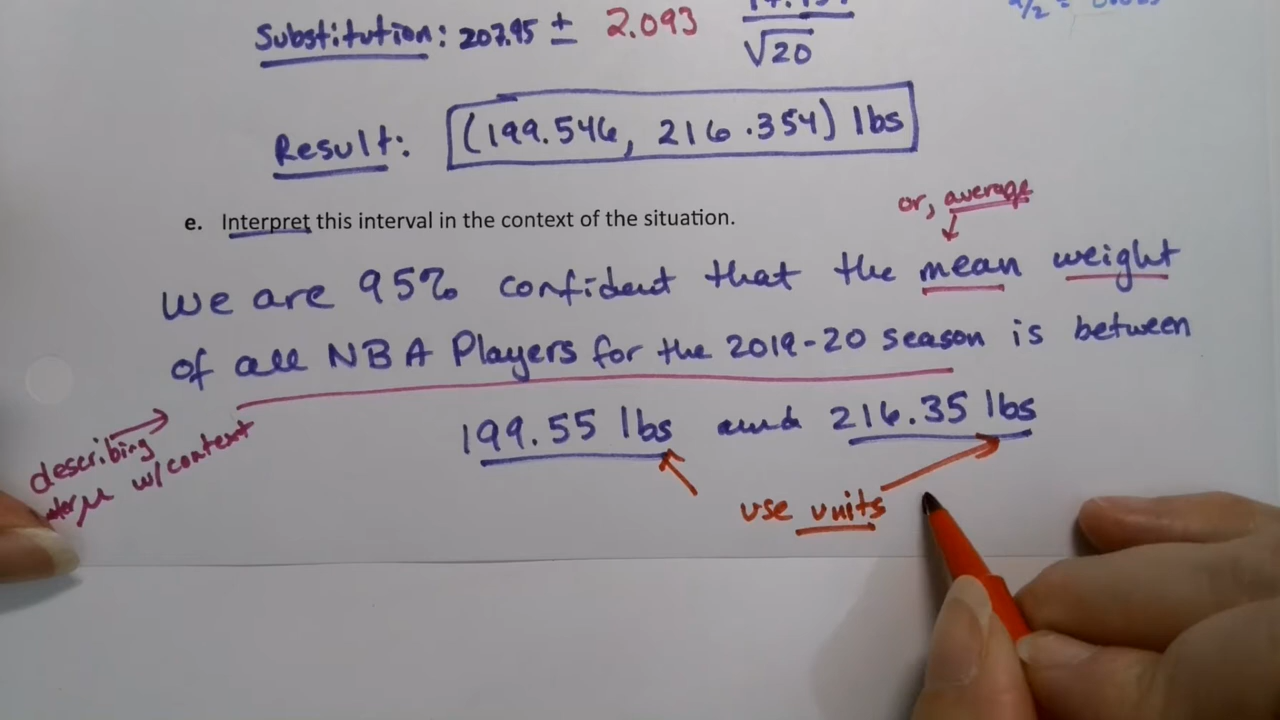 Substitution: 207.95 ± 2.093
√20
Result: (199.546, 216.354) lbs
or, average
e. Interpret this interval in the context of the situation.
We are 95% confident that the mean weight
of all NBA Players for the 2019-20 season is between
199.55 lbs and 216.35 lbs
describing
μ w/context
use units